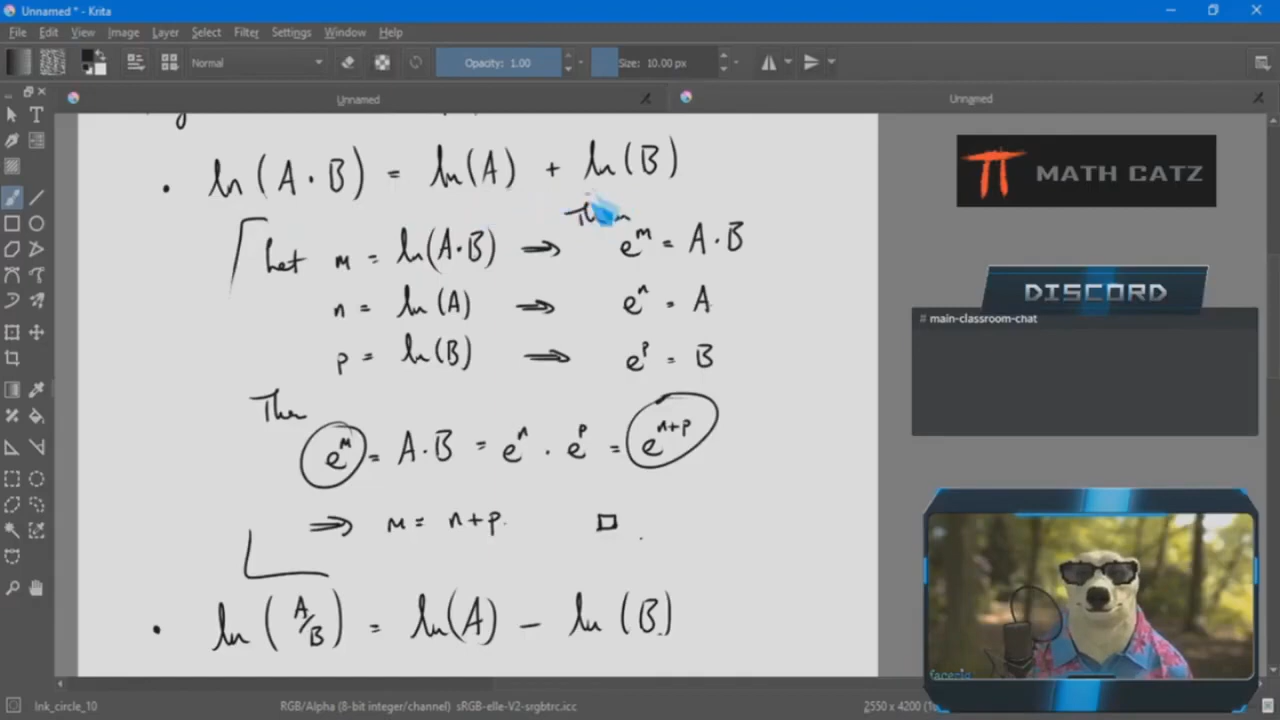 Unnamed * - Krita
File Edit View Image Layer Select Filter Settings Window Help
Normal Opacity: 1.00 Size: 10.00 px
Unnamed Unnamed
• ln(A·B) = ln(A) + ln(B)
Then
Let m = ln(A·B) ⇒ e^m = A·B
n = ln(A) ⇒ e^n = A
p = ln(B) ⇒ e^p = B
Then
e^m = A·B = e^n · e^p = e^{n+p}
⇒ m = n+p. □
• ln(A/B) = ln(A) − ln(B)
π MATH CATZ
DISCORD
# main-classroom-chat
facerig
Ink_circle_10 RGB/Alpha (8-bit integer/channel) sRGB-elle-V2-srgbtrc.icc 2550 x 4200